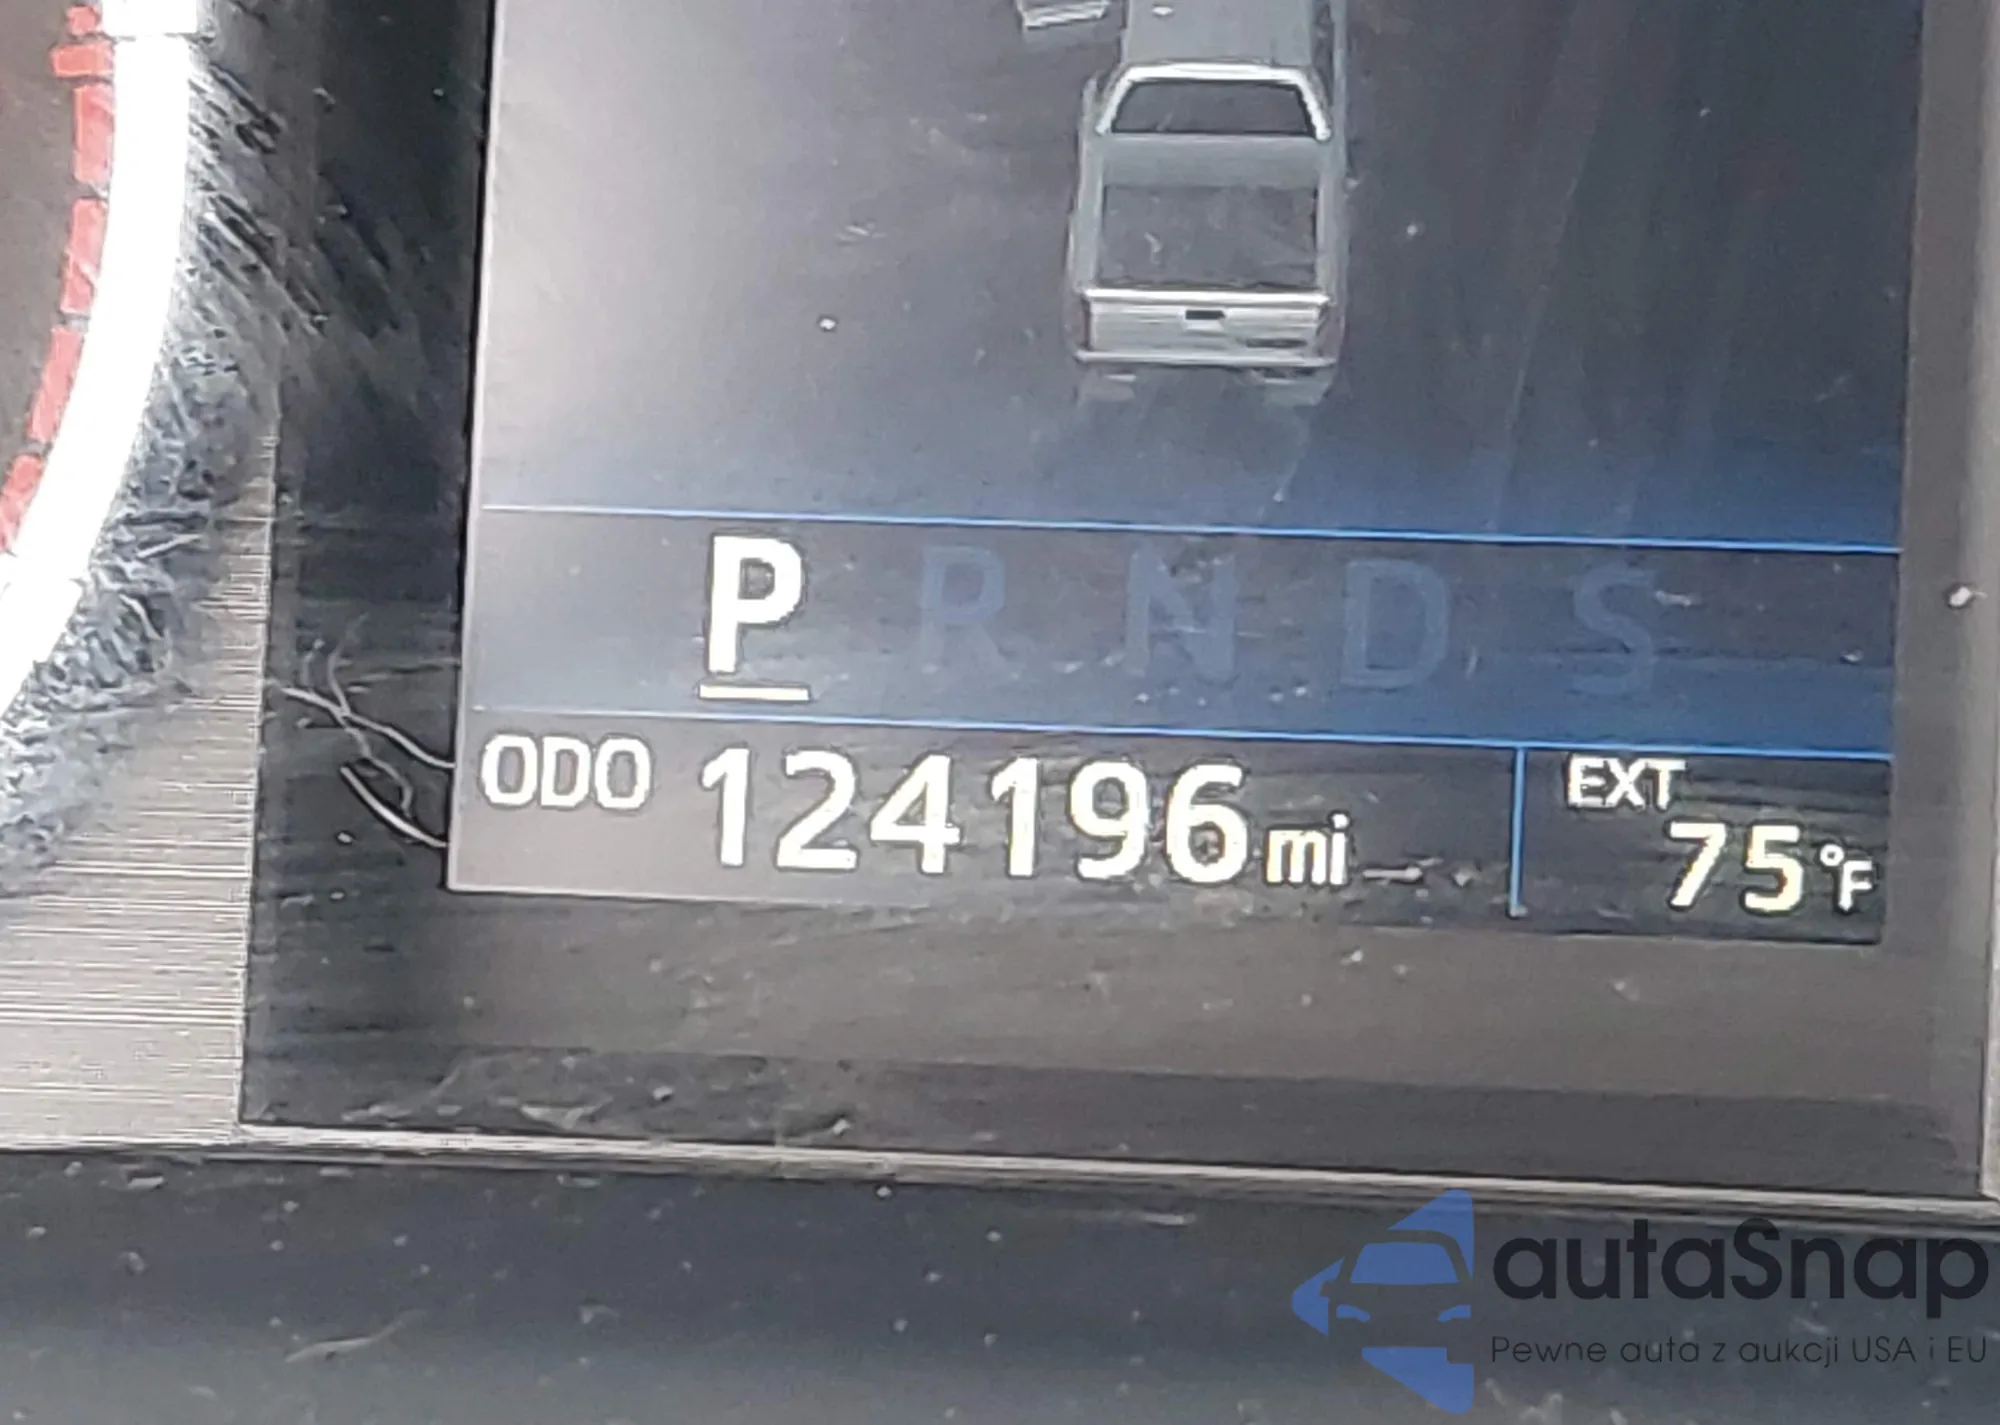 P R N D S
ODO 124196 mi
EXT
75 °F
autaSnap
Pewne auta z aukcji USA i EU